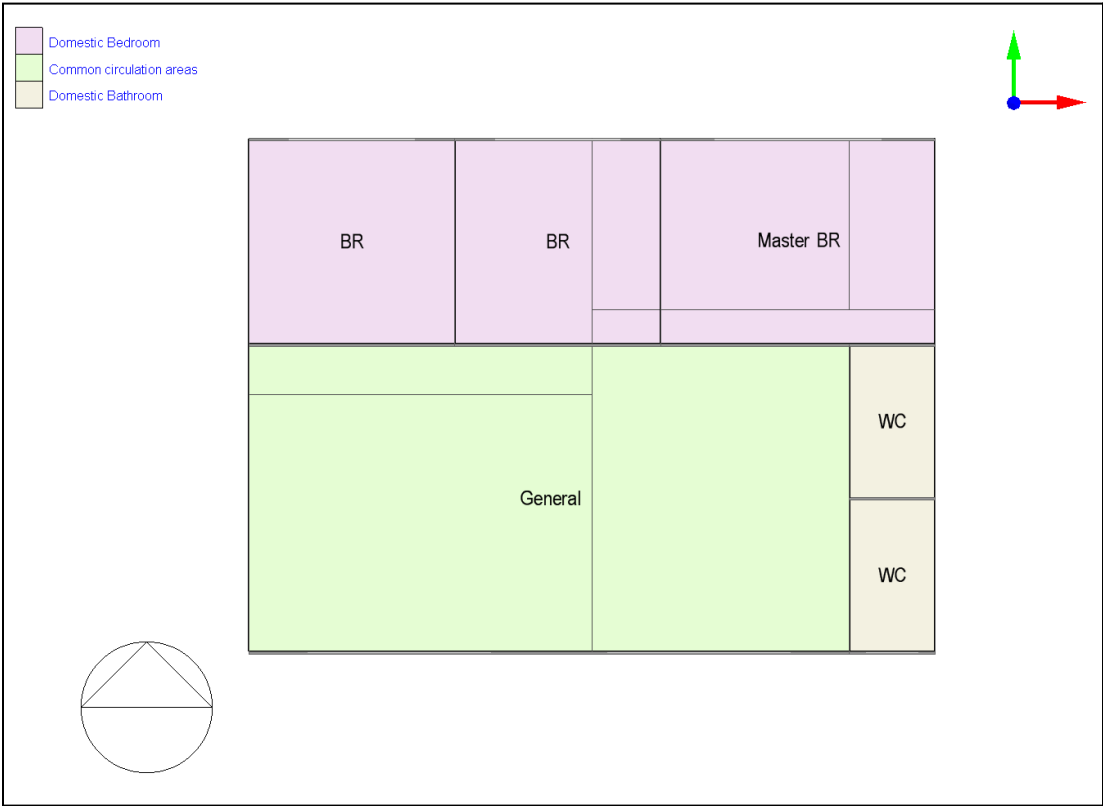 Domestic Bedroom
Common circulation areas
Domestic Bathroom
BR
BR
Master BR
WC
General
WC